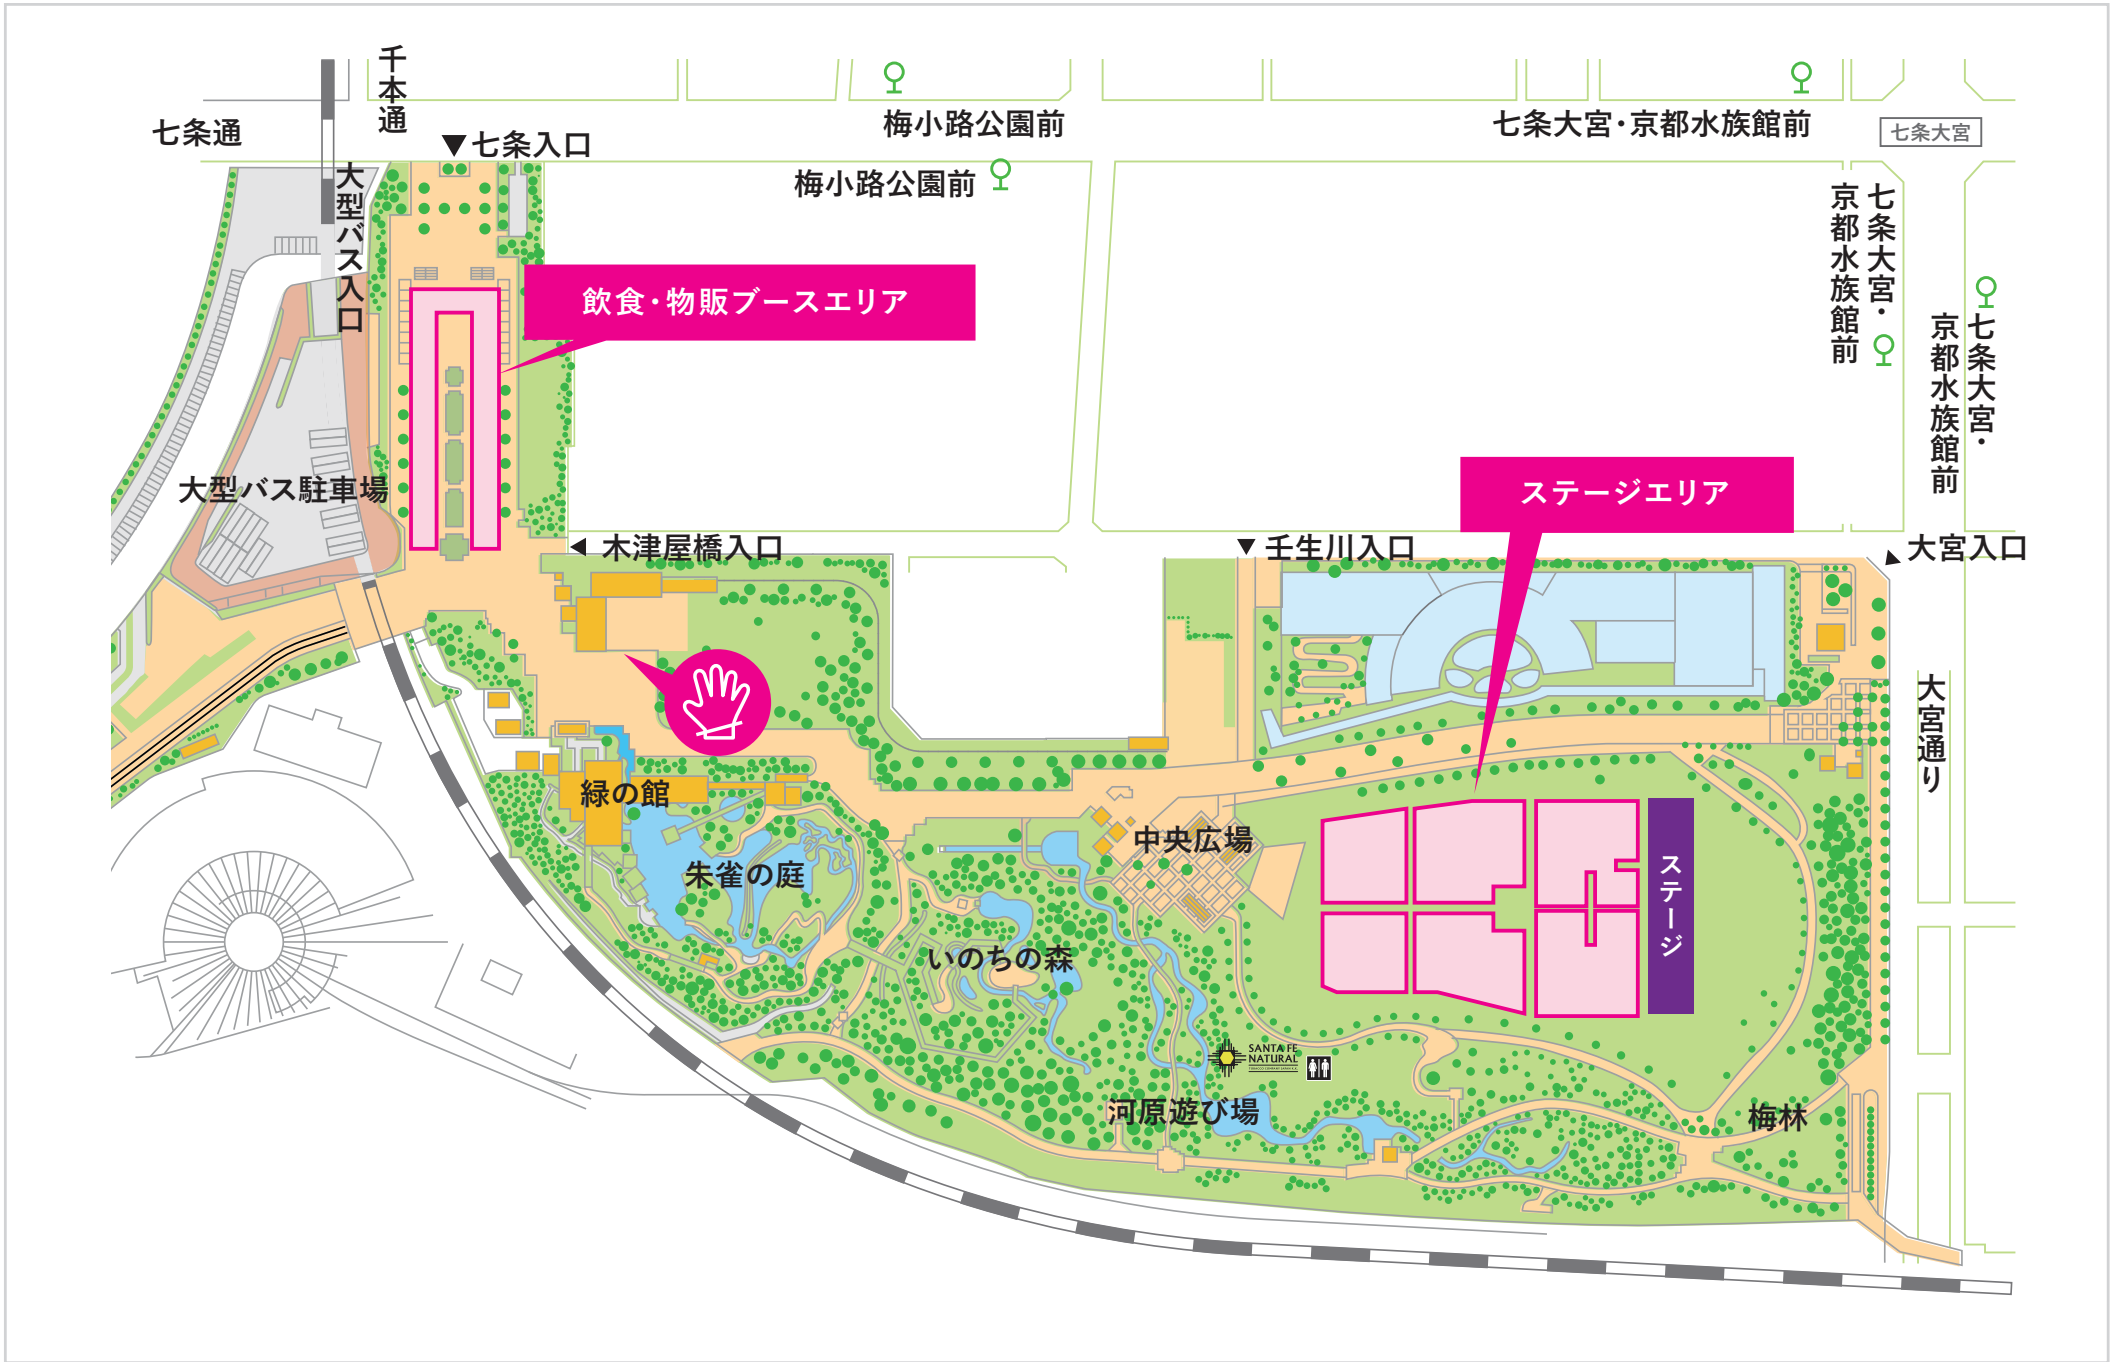 千本通
七条通
七条入口
梅小路公園前
七条大宮・京都水族館前
七条大宮
梅小路公園前
大型バス入口
七条大宮・
京都水族館前
七条大宮・
京都水族館前
飲食・物販ブースエリア
大型バス駐車場
ステージエリア
木津屋橋入口
壬生川入口
大宮入口
大宮通り
緑の館
朱雀の庭
中央広場
ステージ
いのちの森
SANTA FE
NATURAL
河原遊び場
梅林